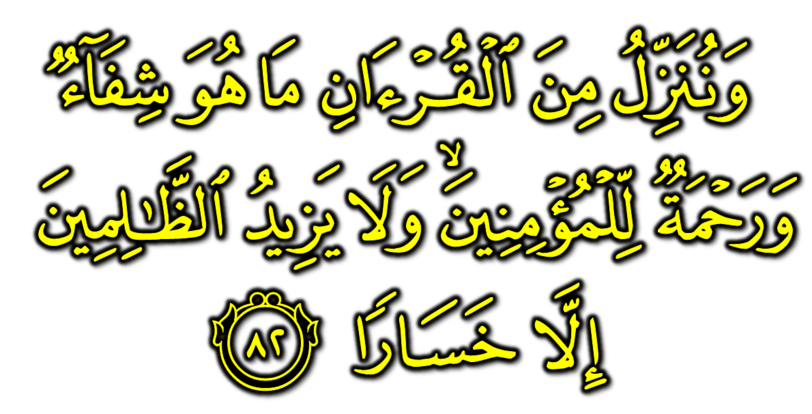 وَنُنَزِّلُ مِنَ ٱلۡقُرۡءَانِ مَا هُوَ شِفَآءٞ
وَرَحۡمَةٞ لِّلۡمُؤۡمِنِينَ ۙ وَلَا يَزِيدُ ٱلظَّـٰلِمِينَ
إِلَّا خَسَارٗا ٨٢